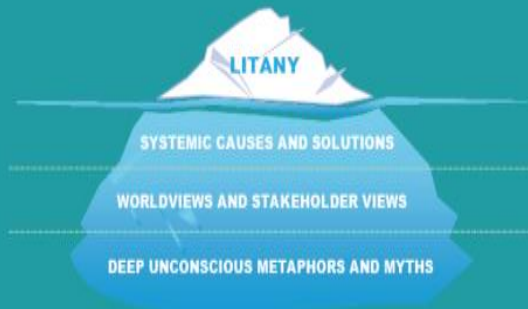 LITANY
SYSTEMIC CAUSES AND SOLUTIONS
WORLDVIEWS AND STAKEHOLDER VIEWS
DEEP UNCONSCIOUS METAPHORS AND MYTHS